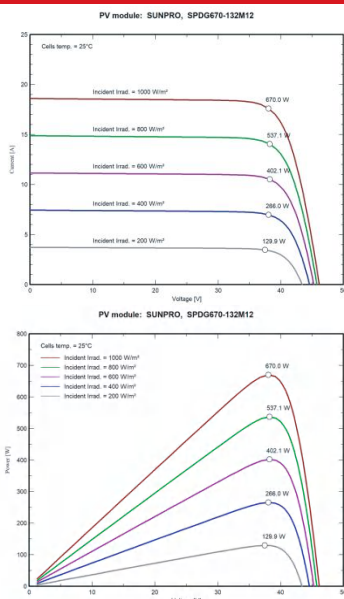 PV module: SUNPRO, SPDG670-132M12
25
Cells temp. = 25°C
20
Incident Irrad. = 1000 W/m²
670.0 W
15
Incident Irrad. = 800 W/m²
537.1 W
Current [A]
Incident Irrad. = 600 W/m²
402.1 W
10
Incident Irrad. = 400 W/m²
266.0 W
5
Incident Irrad. = 200 W/m²
129.9 W
0
0 10 20 30 40 50
Voltage [V]
PV module: SUNPRO, SPDG670-132M12
800
Cells temp. = 25°C
Incident Irrad. = 1000 W/m²
Incident Irrad. = 800 W/m²
Incident Irrad. = 600 W/m²
Incident Irrad. = 400 W/m²
Incident Irrad. = 200 W/m²
700
670.0 W
600
537.1 W
500
Power [W]
402.1 W
400
300
266.0 W
200
129.9 W
100
0
0 10 20 30 40 50